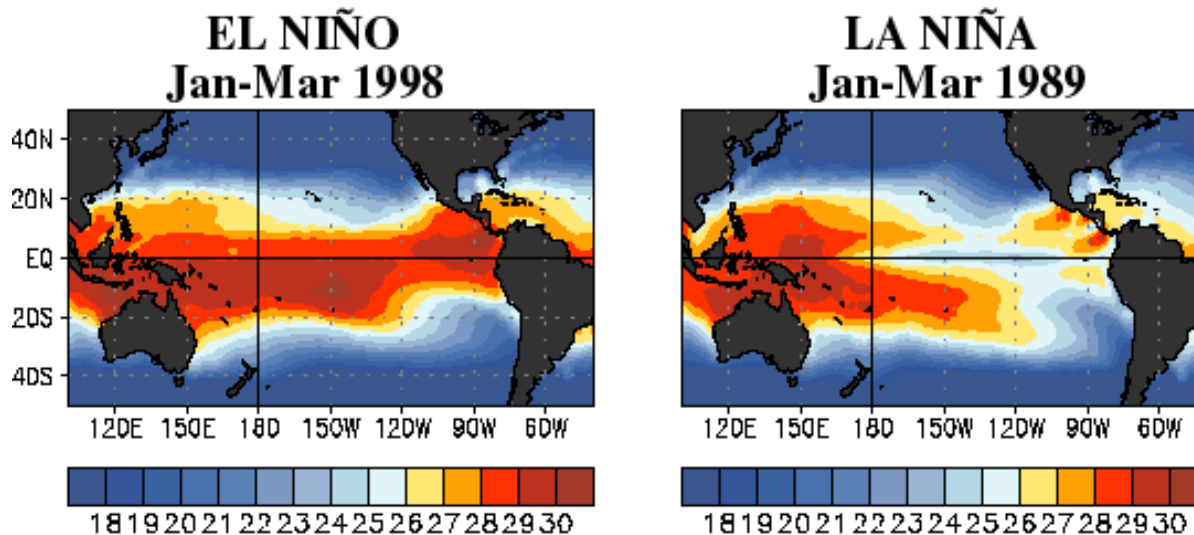 EL NIÑO
Jan-Mar 1998
40N
20N
EQ
20S
40S
120E 150E 180 150W 120W 90W 60W
18 19 20 21 22 23 24 25 26 27 28 29 30
LA NIÑA
Jan-Mar 1989
120E 150E 180 150W 120W 90W 60W
18 19 20 21 22 23 24 25 26 27 28 29 30